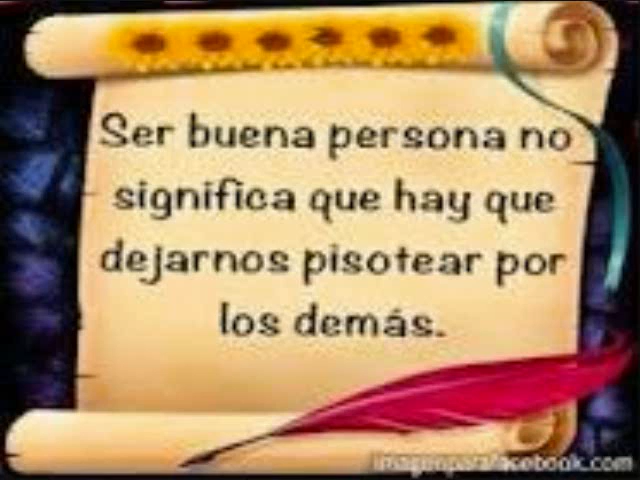 Ser buena persona no
significa que hay que
dejarnos pisotear por
los demás.
imagenparafacebook.com